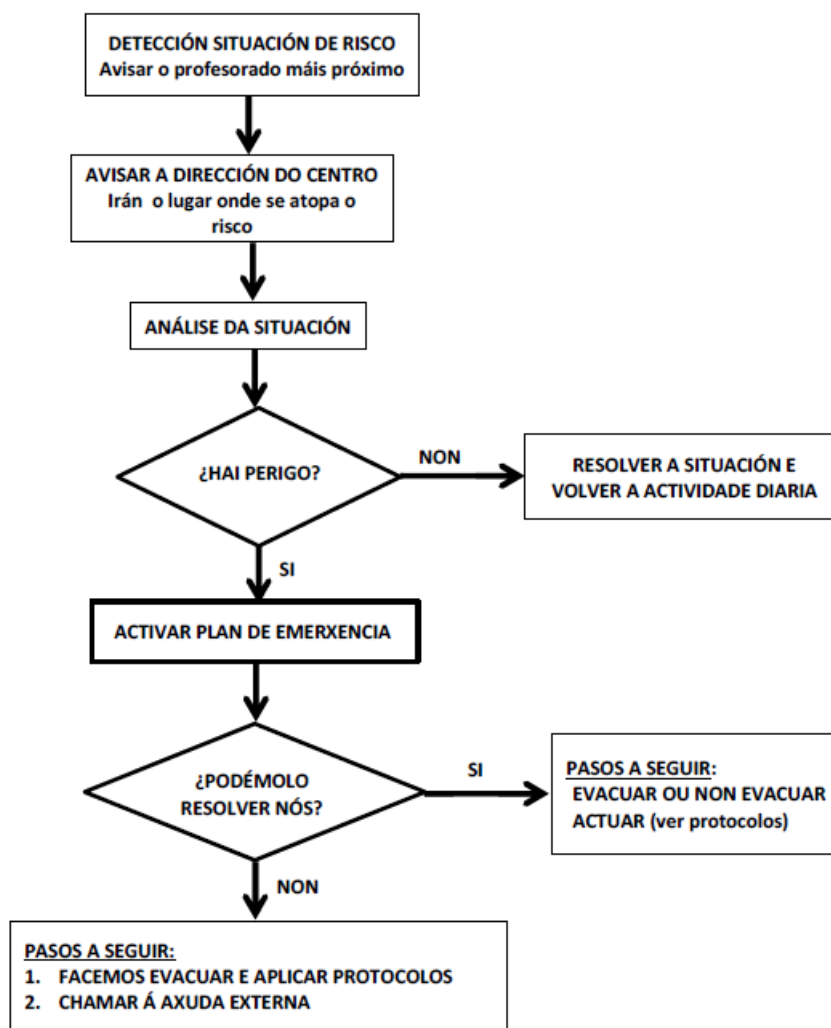 DETECCIÓN SITUACIÓN DE RISCO
Avisar o profesorado máis próximo
AVISAR A DIRECCIÓN DO CENTRO
Irán o lugar onde se atopa o
risco
ANÁLISE DA SITUACIÓN
¿HAI PERIGO?
NON
RESOLVER A SITUACIÓN E
VOLVER A ACTIVIDADE DIARIA
SI
ACTIVAR PLAN DE EMERXENCIA
¿PODÉMOLO
RESOLVER NÓS?
SI
PASOS A SEGUIR:
EVACUAR OU NON EVACUAR
ACTUAR (ver protocolos)
NON
PASOS A SEGUIR:
1. FACEMOS EVACUAR E APLICAR PROTOCOLOS
2. CHAMAR Á AXUDA EXTERNA